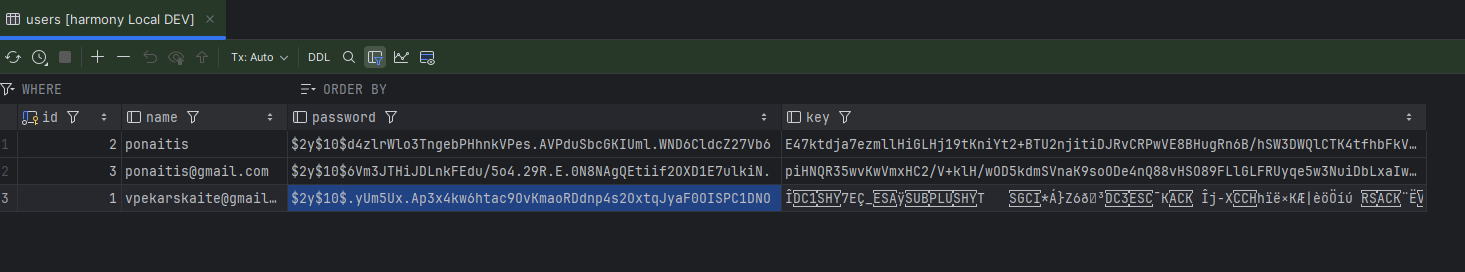 users [harmony Local DEV]
Tx: Auto DDL
WHERE ORDER BY
id name password key
1 2 ponaitis $2y$10$d4zlrWlo3TngebPHhnkVPes.AVPduSbcGKIUml.WND6CldcZ27Vb6 E47ktdja7ezmllHiGLHj19tKniYt2+BTU2njitiDJRvCRPwVE8BHugRn6B/hSW3DWQlCTK4tfhbFkV…
2 3 ponaitis@gmail.com $2y$10$6Vm3JTHiJDLnkFEdu/5o4.29R.E.0N8NAgQEtiif2OXD1E7ulkiN. piHNQR35wvKwVmxHC2/V+klH/wOD5kdmSVnaK9soODe4nQ88vHSO89FLlGLFRUyqe5w3NuiDbLxaIw…
3 1 vpekarskaite@gmail… $2y$10$.yUm5Ux.Ap3x4kw6htac9OvKmaoRDdnp4s2OxtqJyaF0OISPC1DNO